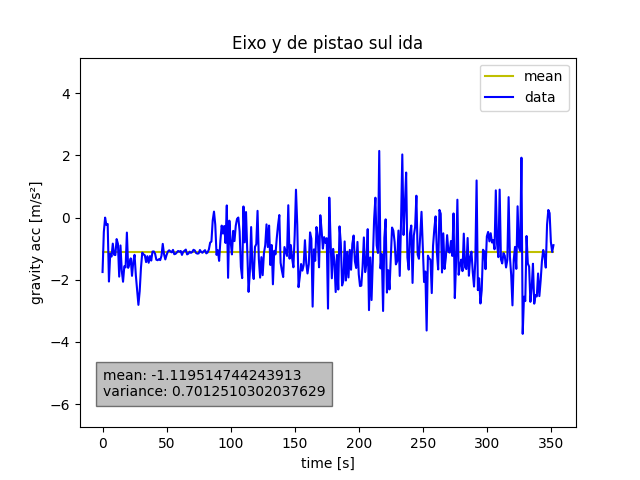 Eixo y de pistao sul ida
mean
data
gravity acc [m/s²]
4
2
0
−2
−4
−6
mean: -1.119514744243913
variance: 0.7012510302037629
0 50 100 150 200 250 300 350
time [s]